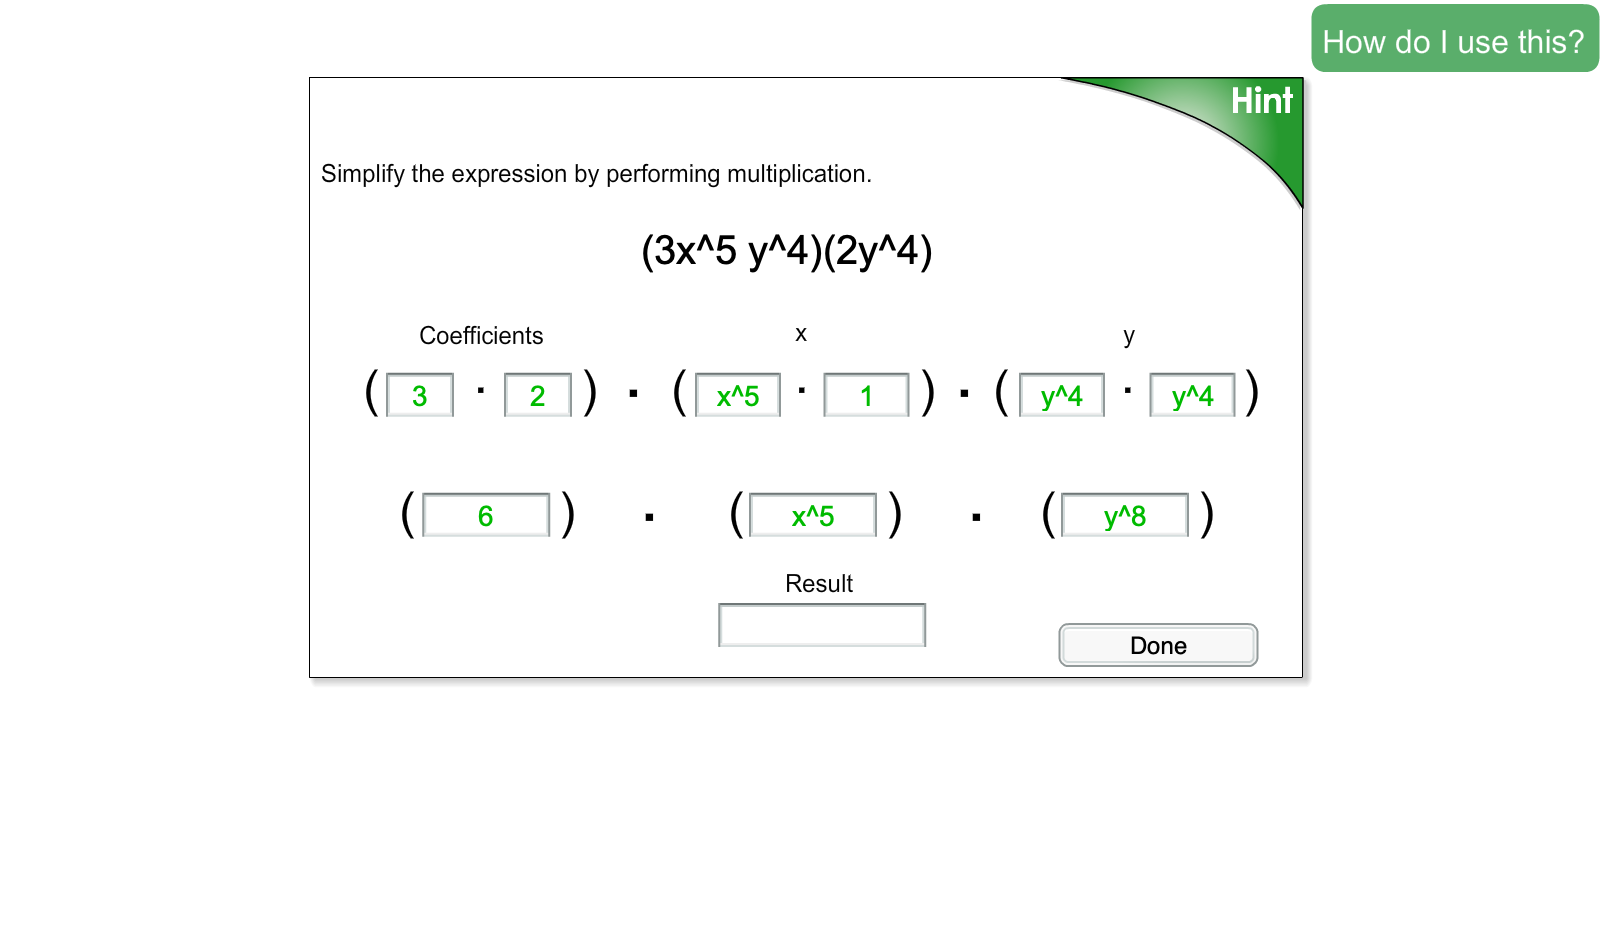 How do I use this?
Hint
Simplify the expression by performing multiplication.
(3x^5 y^4)(2y^4)
Coefficients x y
( 3 · 2 ) · ( x^5 · 1 ) · ( y^4 · y^4 )
( 6 ) · ( x^5 ) · ( y^8 )
Result
Done